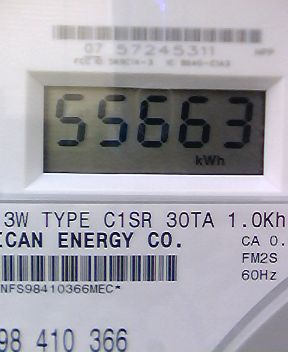 07 57245311
55663
kWh
3W TYPE C1SR 30TA 1.0Kh
ICAN ENERGY CO.
CA 0.
FM2S
NFS98410366MEC*
60Hz
98 410 366